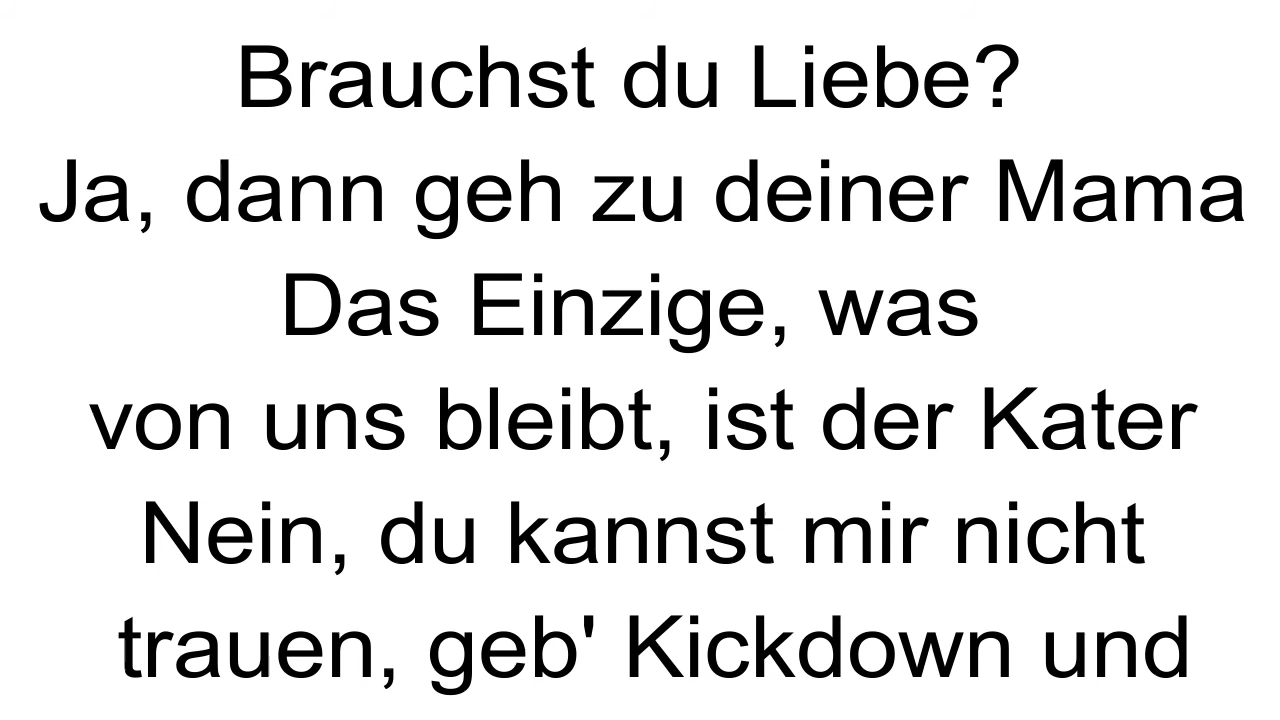 Brauchst du Liebe?
Ja, dann geh zu deiner Mama
Das Einzige, was
von uns bleibt, ist der Kater
Nein, du kannst mir nicht
trauen, geb' Kickdown und